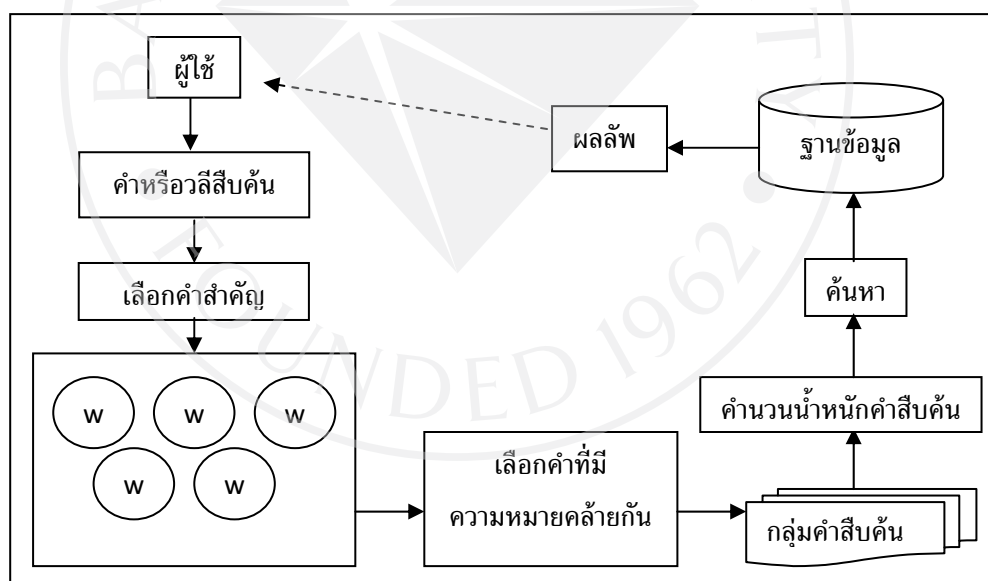 ผู้ใช้
คำหรือวลีสืบค้น
เลือกคำสำคัญ
w w w
w w
เลือกคำที่มี
ความหมายคล้ายกัน
กลุ่มคำสืบค้น
คำนวนน้ำหนักคำสืบค้น
ค้นหา
ฐานข้อมูล
ผลลัพ
BA
FOUNDED 1962
TY